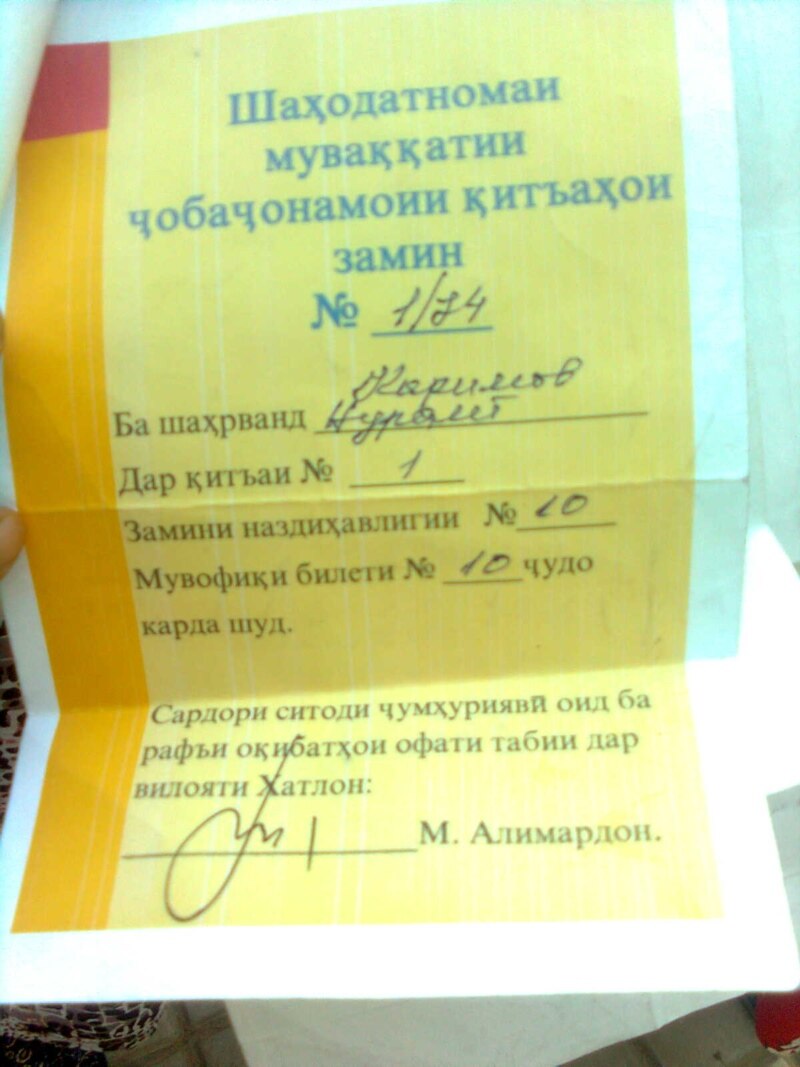 Шаҳодатномаи
муваққатии
ҷобаҷонамоии қитъаҳои
замин
№ 1/74
Каримов
Ба шаҳрванд
Дар қитъаи № 1
Замини наздиҳавлигии № 10
Мувофиқи билети № 10 ҷудо
карда шуд.
Сардори ситоди ҷумҳуриявӣ оид ба
рафъи оқибатҳои офати табии дар
вилояти Хатлон:
М. Алимардон.